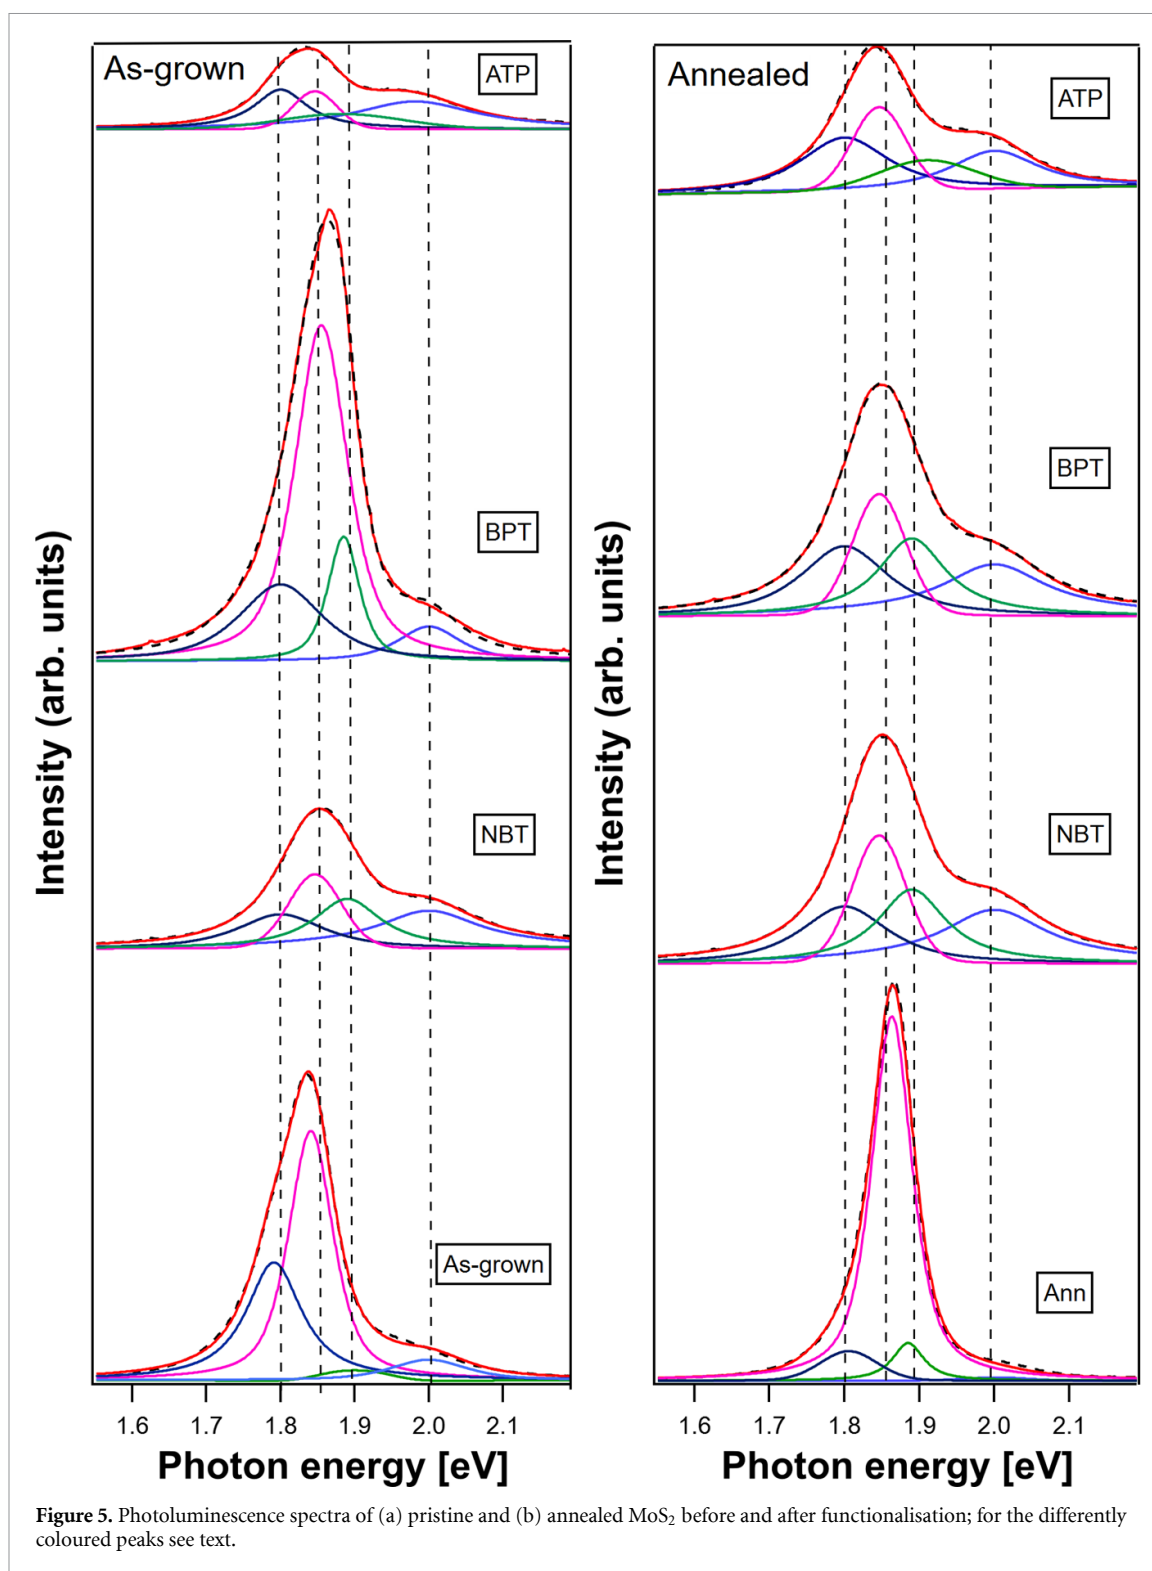 As-grown
ATP
BPT
NBT
As-grown
Intensity (arb. units)
1.6 1.7 1.8 1.9 2.0 2.1
Photon energy [eV]
Annealed
ATP
BPT
NBT
Ann
Intensity (arb. units)
1.6 1.7 1.8 1.9 2.0 2.1
Photon energy [eV]
Figure 5. Photoluminescence spectra of (a) pristine and (b) annealed MoS₂ before and after functionalisation; for the differently
coloured peaks see text.